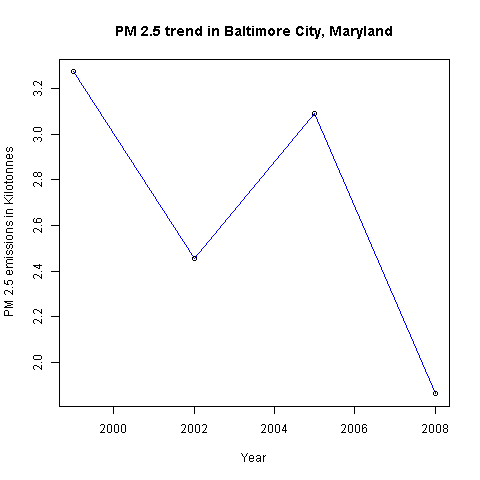 PM 2.5 trend in Baltimore City, Maryland
PM 2.5 emissions in Kilotonnes
3.2
3.0
2.8
2.6
2.4
2.2
2.0
2000 2002 2004 2006 2008
Year